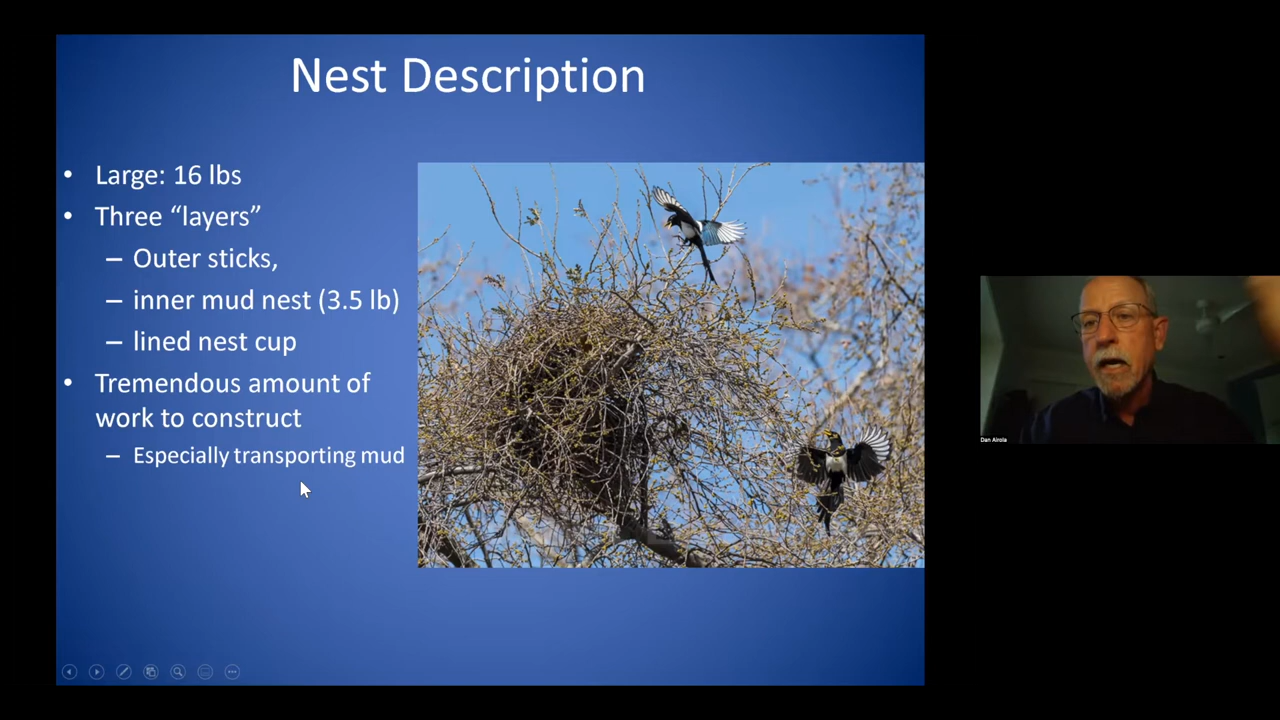 Nest Description
• Large: 16 lbs
• Three “layers”
– Outer sticks,
– inner mud nest (3.5 lb)
– lined nest cup
• Tremendous amount of
work to construct
– Especially transporting mud
Dan Airola